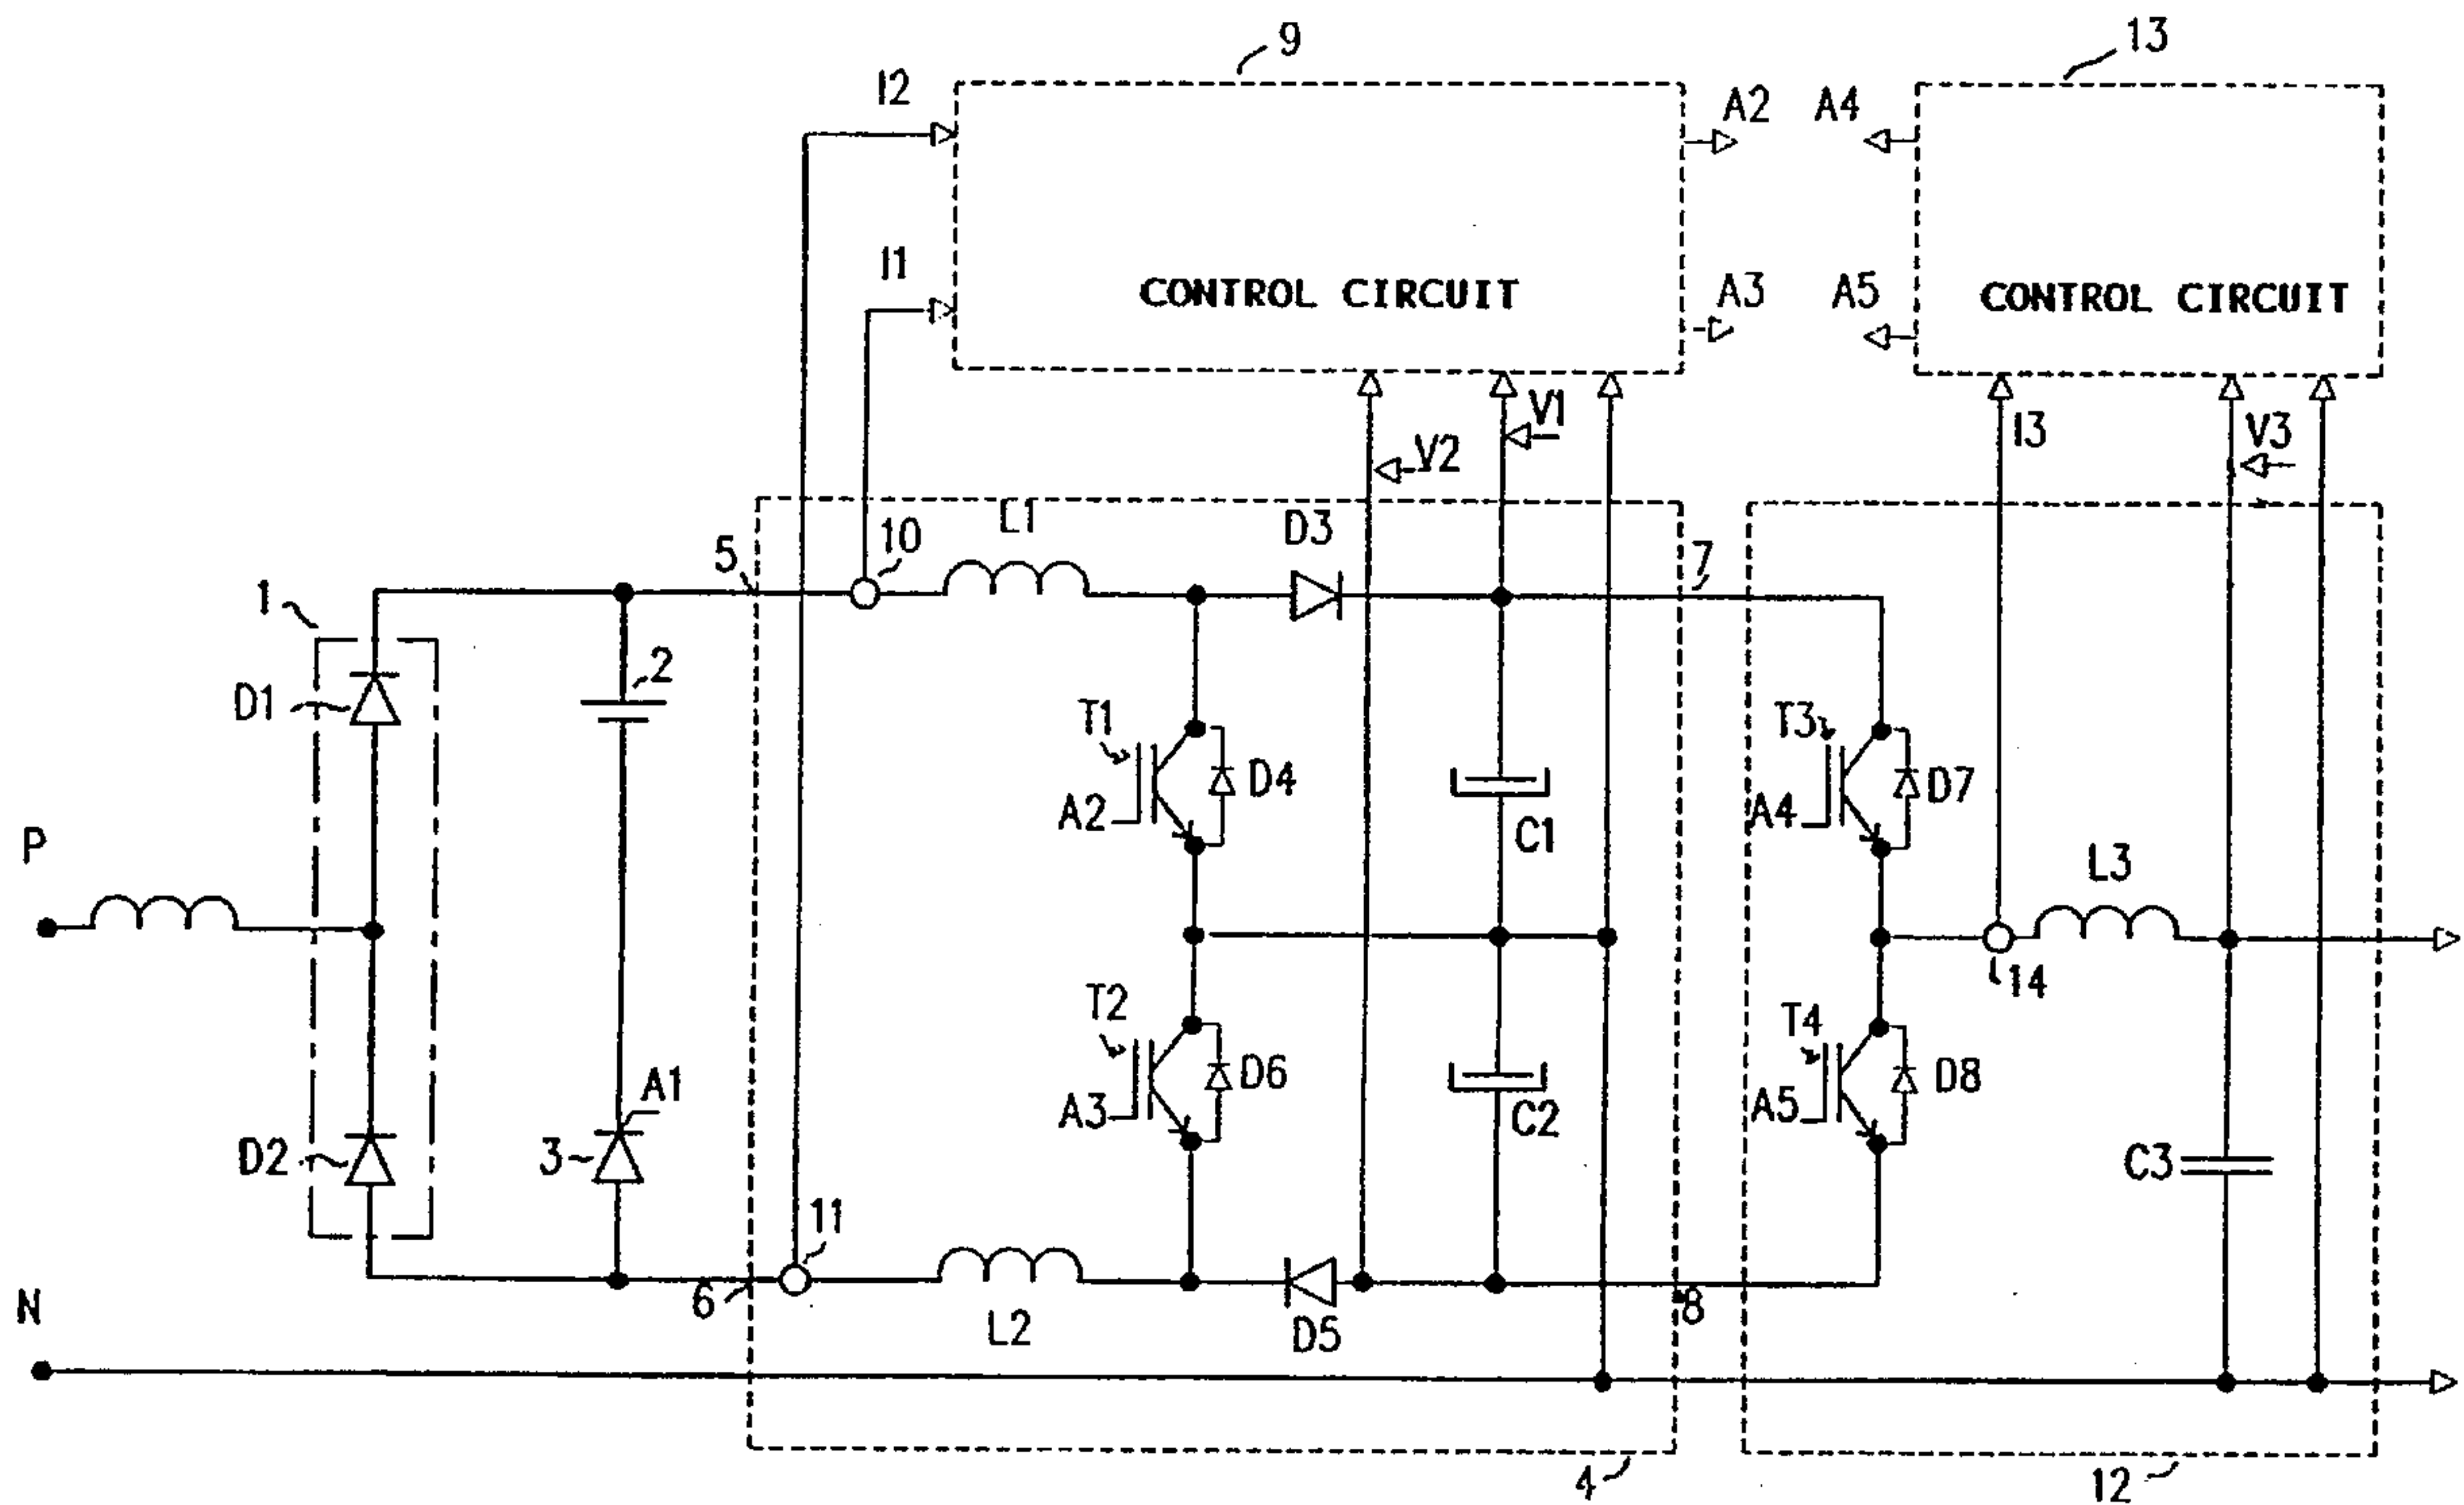 9
13
I2
A2
A4
I1
A3
A5
CONTROL CIRCUIT
CONTROL CIRCUIT
V1
V2
I3
V3
5
10
L1
D3
7
1
2
D1
T1
D4
A2
C1
T3
D7
A4
P
L3
14
T2
D6
A3
C2
T4
D8
A5
A1
3
D2
C3
11
6
L2
D5
8
N
4
12